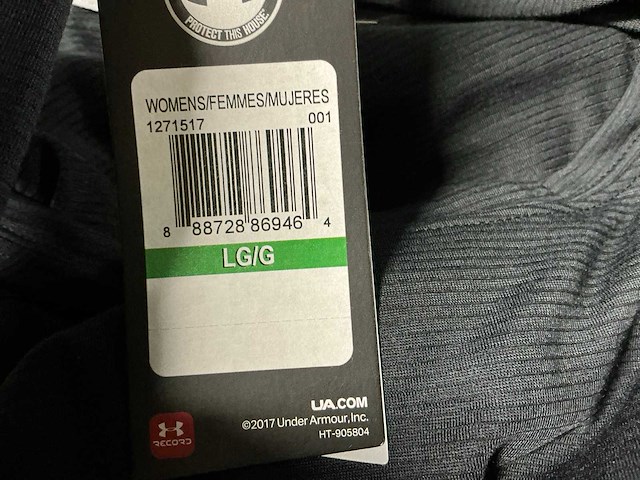 PROTECT THIS HOUSE
WOMENS/FEMMES/MUJERES
1271517 001
8 88728 86946 4
LG/G
UA.COM
©2017 Under Armour, Inc.
HT-905804
RECORD